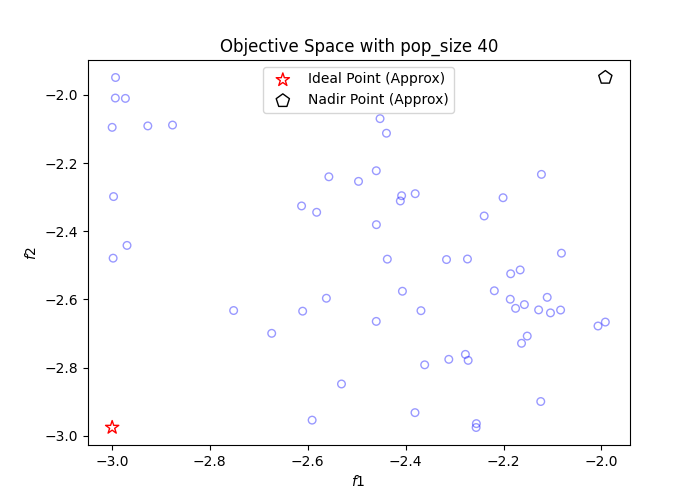 Objective Space with pop_size 40
Ideal Point (Approx)
Nadir Point (Approx)
f2
−2.0
−2.2
−2.4
−2.6
−2.8
−3.0
−3.0 −2.8 −2.6 −2.4 −2.2 −2.0
f1